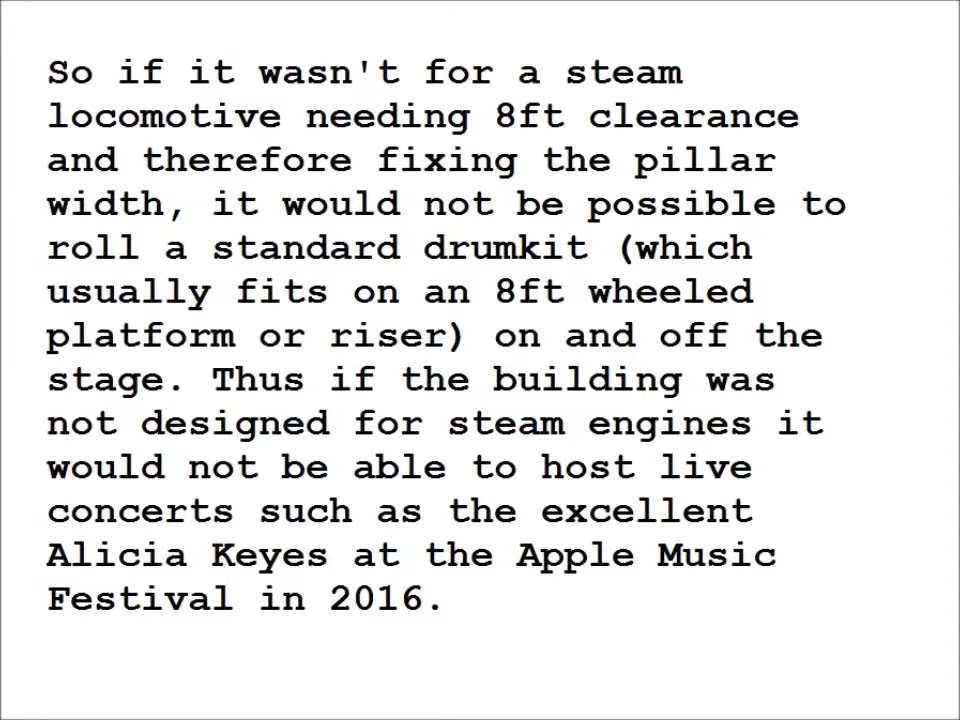 So if it wasn't for a steam
locomotive needing 8ft clearance
and therefore fixing the pillar
width, it would not be possible to
roll a standard drumkit (which
usually fits on an 8ft wheeled
platform or riser) on and off the
stage. Thus if the building was
not designed for steam engines it
would not be able to host live
concerts such as the excellent
Alicia Keyes at the Apple Music
Festival in 2016.